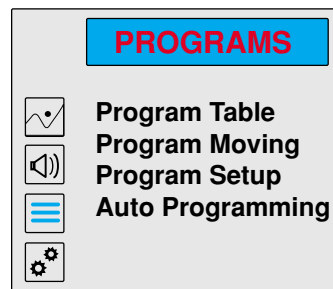 PROGRAMS
Program Table
Program Moving
Program Setup
Auto Programming